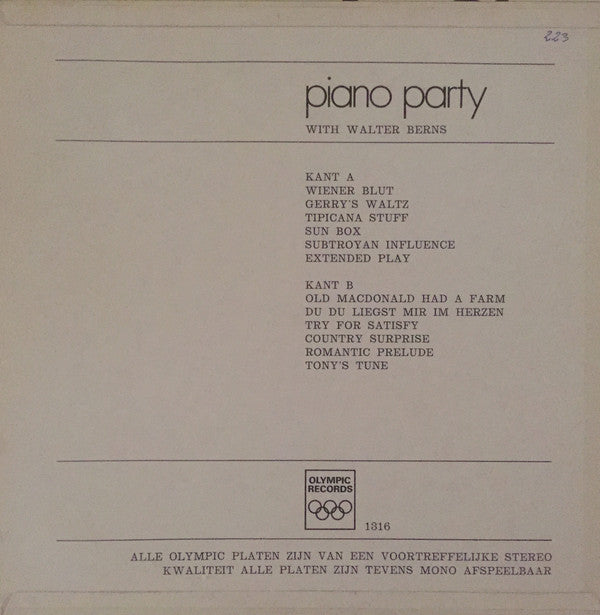 223
piano party
WITH WALTER BERNS
KANT A
WIENER BLUT
GERRY'S WALTZ
TIPICANA STUFF
SUN BOX
SUBTROYAN INFLUENCE
EXTENDED PLAY
KANT B
OLD MACDONALD HAD A FARM
DU DU LIEGST MIR IM HERZEN
TRY FOR SATISFY
COUNTRY SURPRISE
ROMANTIC PRELUDE
TONY'S TUNE
OLYMPIC
RECORDS
1316
ALLE OLYMPIC PLATEN ZIJN VAN EEN VOORTREFFELIJKE STEREO
KWALITEIT ALLE PLATEN ZIJN TEVENS MONO AFSPEELBAAR